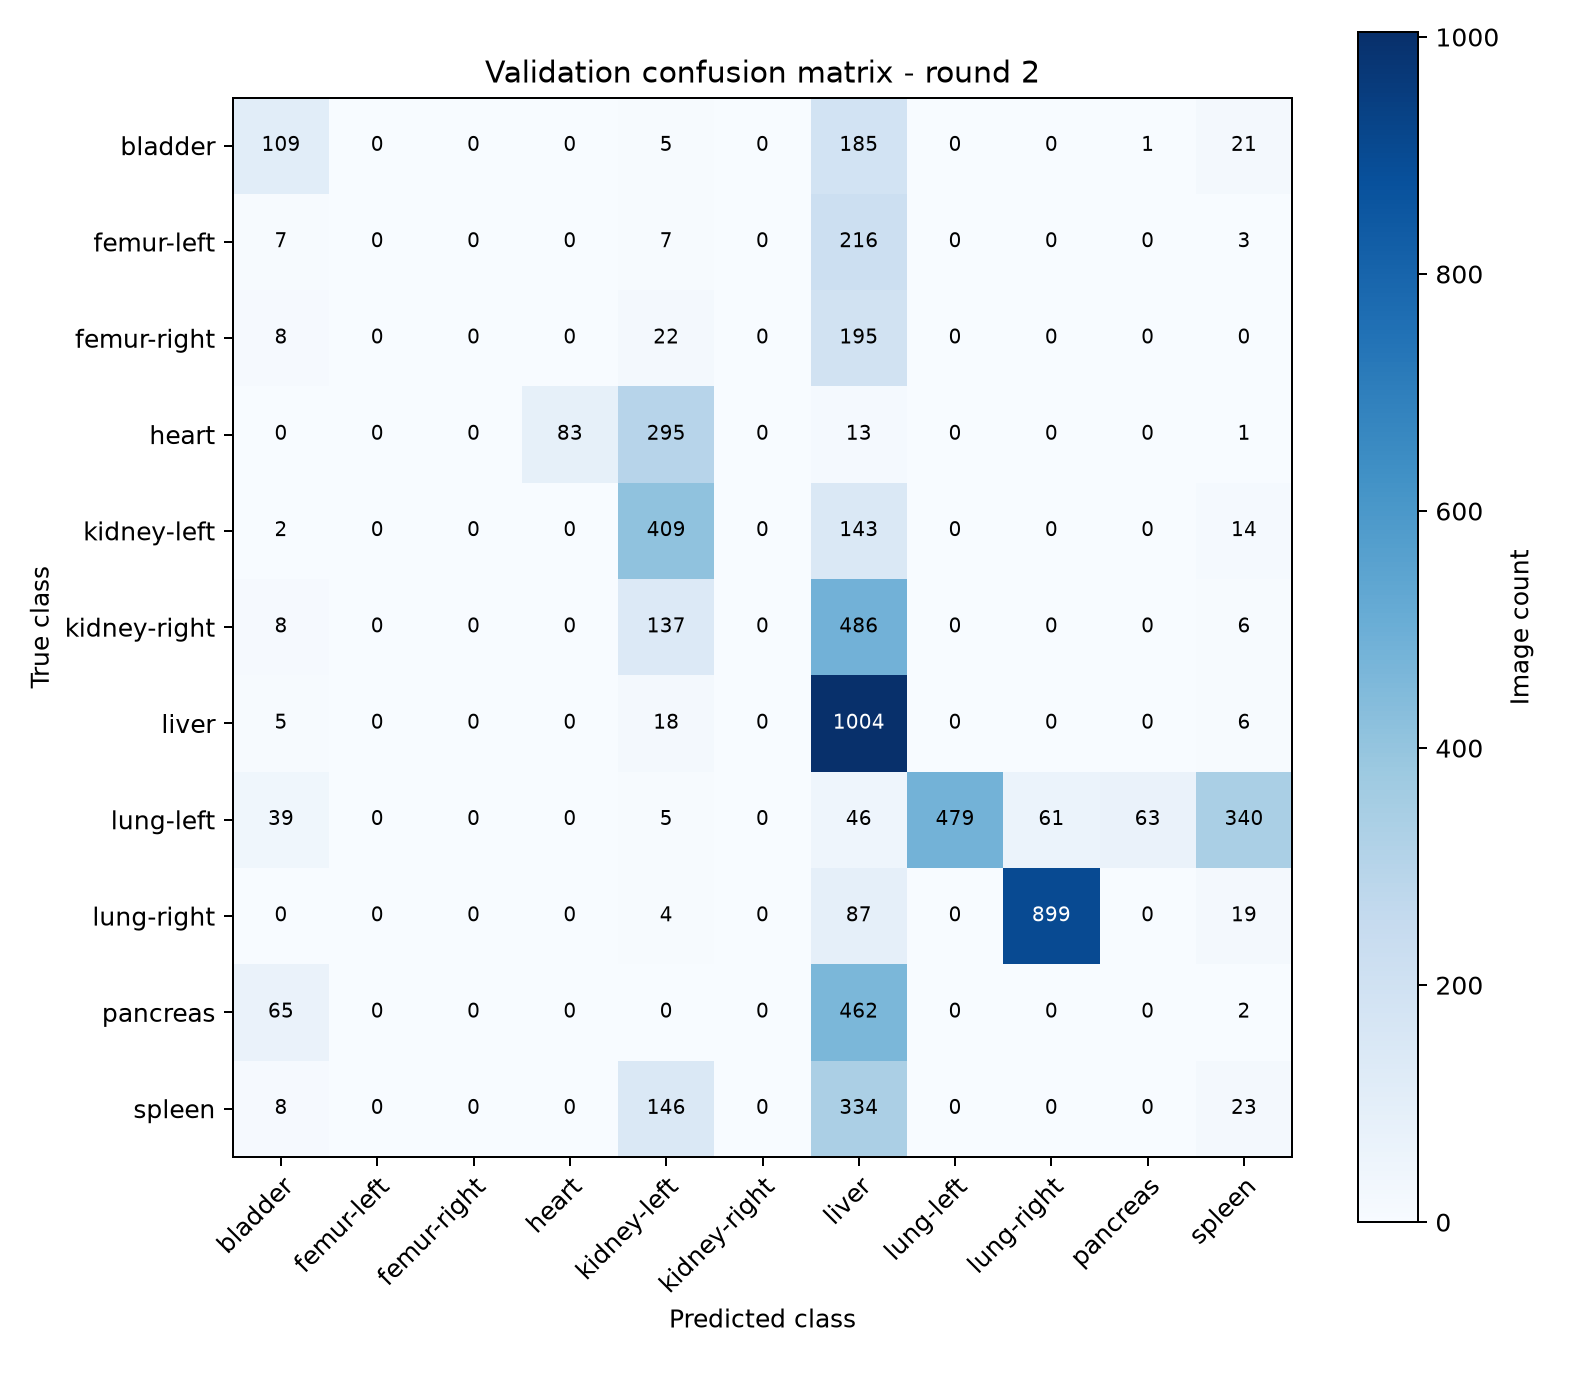 Validation confusion matrix - round 2
True class
bladder 109 0 0 0 5 0 185 0 0 1 21
femur-left 7 0 0 0 7 0 216 0 0 0 3
femur-right 8 0 0 0 22 0 195 0 0 0 0
heart 0 0 0 83 295 0 13 0 0 0 1
kidney-left 2 0 0 0 409 0 143 0 0 0 14
kidney-right 8 0 0 0 137 0 486 0 0 0 6
liver 5 0 0 0 18 0 1004 0 0 0 6
lung-left 39 0 0 0 5 0 46 479 61 63 340
lung-right 0 0 0 0 4 0 87 0 899 0 19
pancreas 65 0 0 0 0 0 462 0 0 0 2
spleen 8 0 0 0 146 0 334 0 0 0 23
bladder femur-left femur-right heart kidney-left kidney-right liver lung-left lung-right pancreas spleen
Predicted class
1000
800
600
400
200
0
Image count